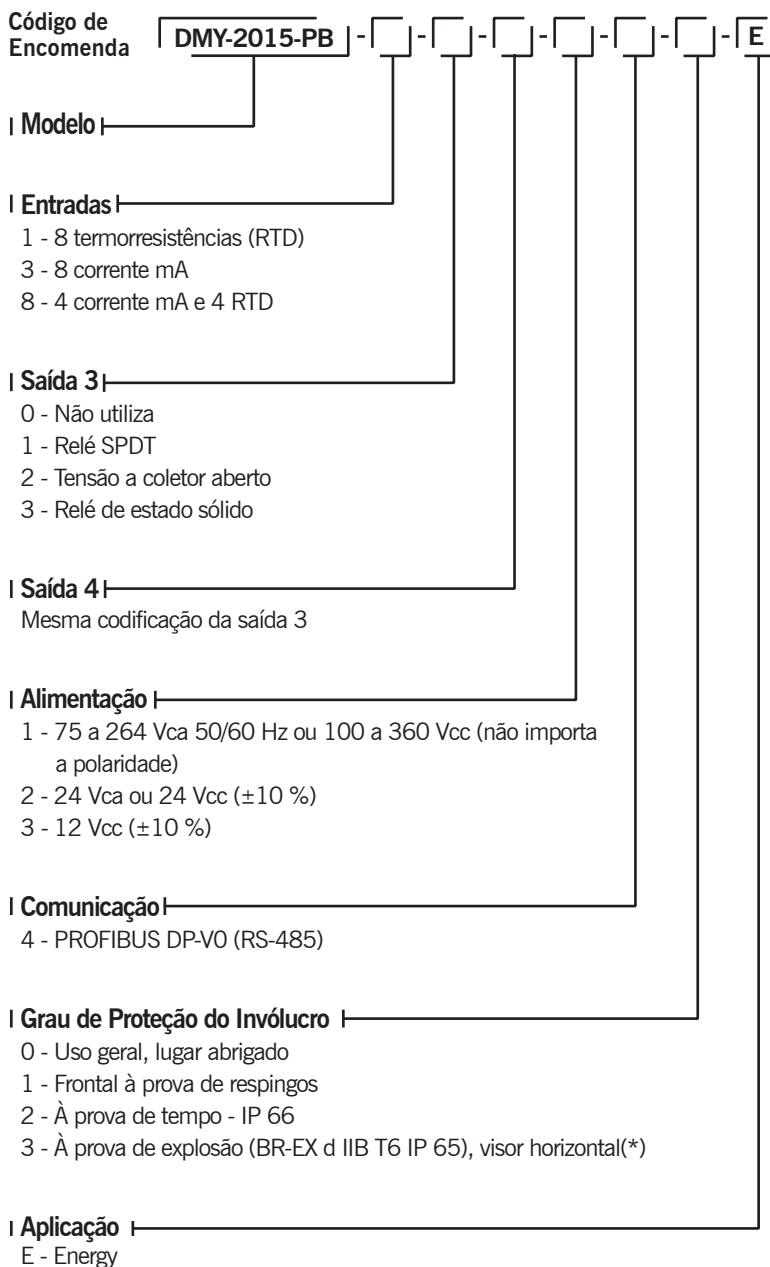 Código de
Encomenda
DMY-2015-PB - - - - - - - E
Modelo
Entradas
1 - 8 termorresistências (RTD)
3 - 8 corrente mA
8 - 4 corrente mA e 4 RTD
Saída 3
0 - Não utiliza
1 - Relé SPDT
2 - Tensão a coletor aberto
3 - Relé de estado sólido
Saída 4
Mesma codificação da saída 3
Alimentação
1 - 75 a 264 Vca 50/60 Hz ou 100 a 360 Vcc (não importa
a polaridade)
2 - 24 Vca ou 24 Vcc (±10 %)
3 - 12 Vcc (±10 %)
Comunicação
4 - PROFIBUS DP-V0 (RS-485)
Grau de Proteção do Invólucro
0 - Uso geral, lugar abrigado
1 - Frontal à prova de respingos
2 - À prova de tempo - IP 66
3 - À prova de explosão (BR-EX d IIB T6 IP 65), visor horizontal(*)
Aplicação
E - Energy